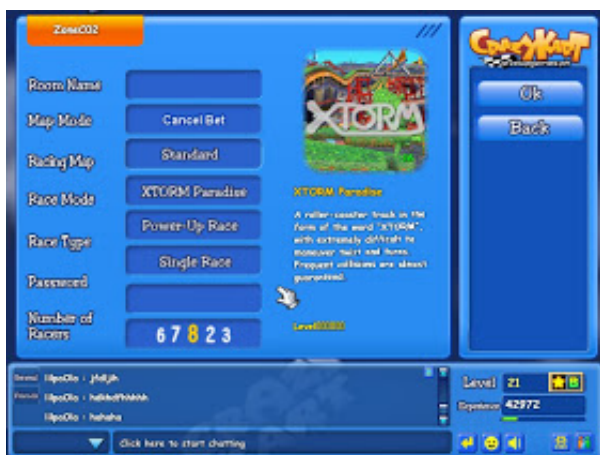 Zone002
CrazyKart
Room Name
Ok
Map Mode
Cancel Bet
XTORM
Back
Racing Map
Standard
Race Mode
XTORM Paradise
XTORM Paradise
Race Type
Power-Up Race
A roller-coaster track in the
form of the word "XTORM",
with extremely difficult to
maneuver twist and turns.
Frequent collisions are almost
guaranteed.
Single Race
Password
Number of
Racers
6 7 8 2 3
Level
lilpoOlo :
Level 21 B
lilpoOlo :
Experience 42972
lilpoOlo : hahaha
Click here to start chatting